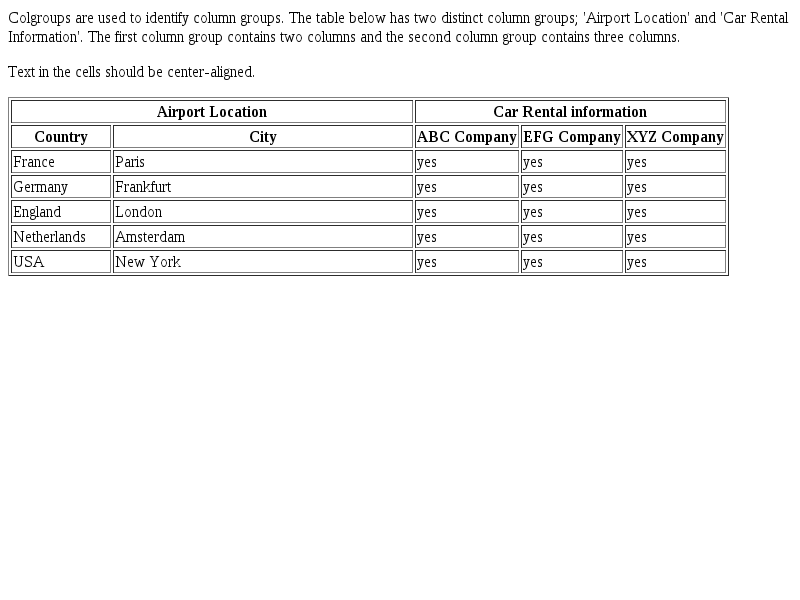 Colgroups are used to identify column groups. The table below has two distinct column groups; 'Airport Location' and 'Car Rental
Information'. The first column group contains two columns and the second column group contains three columns.
Text in the cells should be center-aligned.
Airport Location Car Rental information
Country City ABC Company EFG Company XYZ Company
France Paris yes yes yes
Germany Frankfurt yes yes yes
England London yes yes yes
Netherlands Amsterdam yes yes yes
USA New York yes yes yes